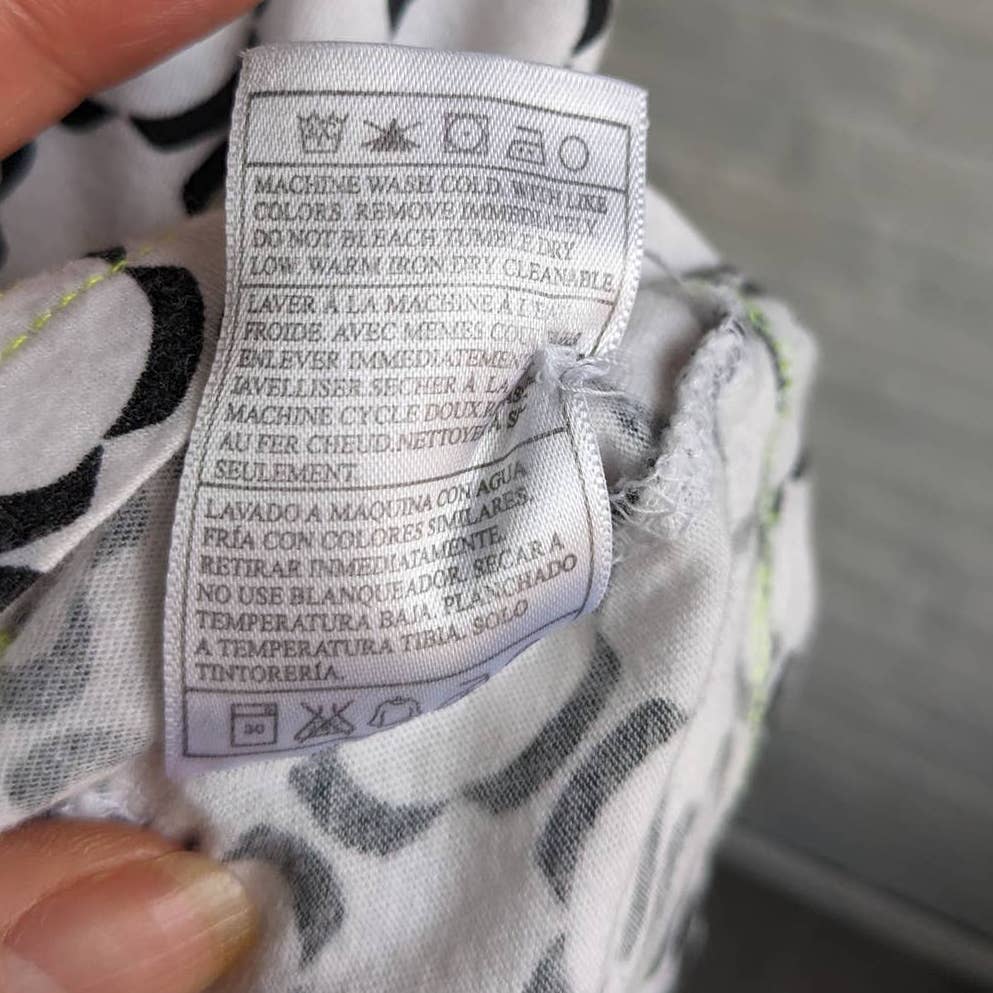 MACHINE WASH COLD, WITH LIKE
COLORS. REMOVE IMMEDIATELY
DO NOT BLEACH, TUMBLE DRY
LOW. WARM IRON DRY CLEANABLE.
LAVER À LA MACHINE À L'EA
FROIDE. AVEC MEMES
ENLEVER IMMEDIATEMEN
JAVELLISER SECHER À LA
MACHINE CYCLE DOUX.
AU FER CHEUD.NETTOYE
SEULEMENT.
LAVADO A MAQUINA CON AGUA
FRÍA CON COLORES SIMILARES.
RETIRAR INMEDIATAMENTE.
NO USE BLANQUEADOR. SECAR A
TEMPERATURA BAJA. PLANCHADO
A TEMPERATURA TIBIA. SOLO
TINTORERÍA.
30